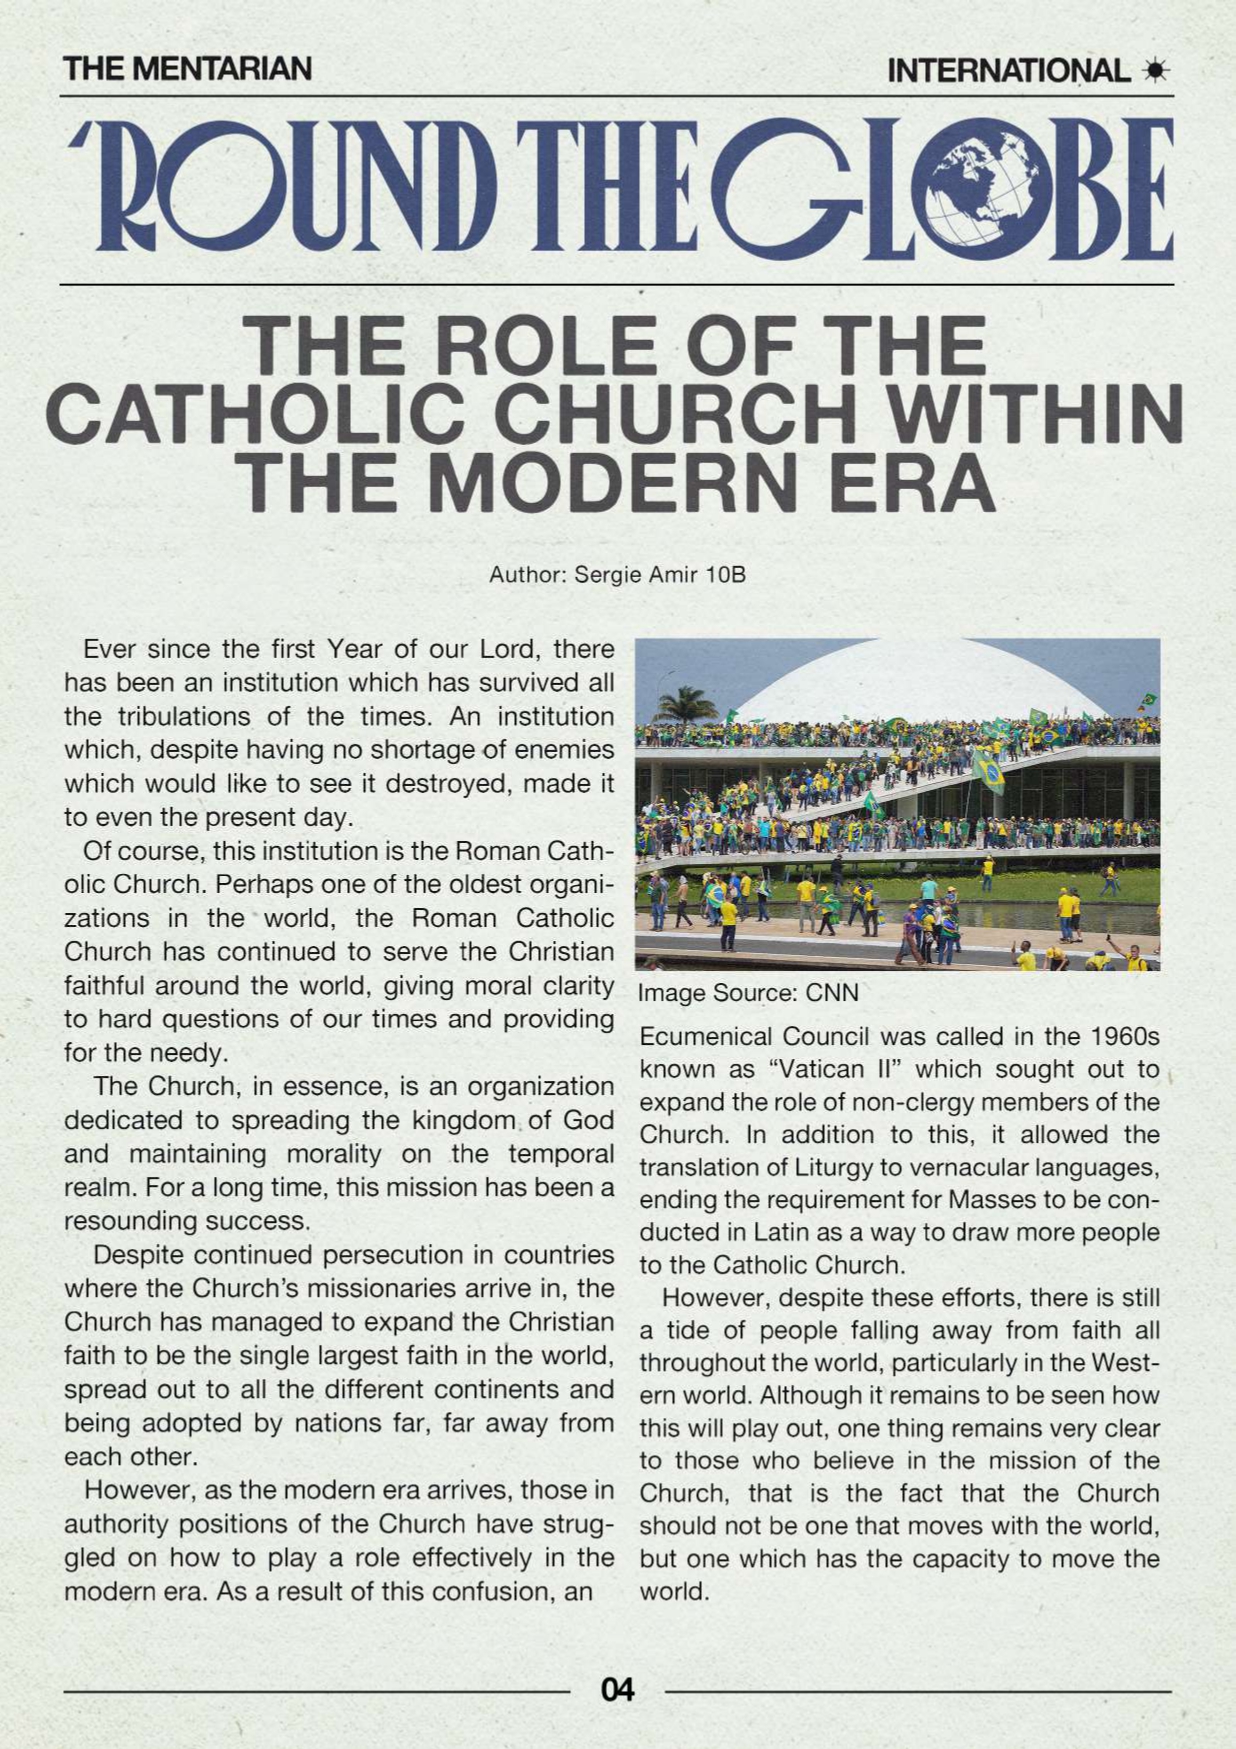 THE MENTARIAN
INTERNATIONAL
'ROUND THE GLOBE
THE ROLE OF THE
CATHOLIC CHURCH WITHIN
THE MODERN ERA
Author: Sergie Amir 10B
Ever since the first Year of our Lord, there
has been an institution which has survived all
the tribulations of the times. An institution
which, despite having no shortage of enemies
which would like to see it destroyed, made it
to even the present day.
Of course, this institution is the Roman Cath-
olic Church. Perhaps one of the oldest organi-
zations in the world, the Roman Catholic
Church has continued to serve the Christian
faithful around the world, giving moral clarity
to hard questions of our times and providing
for the needy.
The Church, in essence, is an organization
dedicated to spreading the kingdom of God
and maintaining morality on the temporal
realm. For a long time, this mission has been a
resounding success.
Despite continued persecution in countries
where the Church's missionaries arrive in, the
Church has managed to expand the Christian
faith to be the single largest faith in the world,
spread out to all the different continents and
being adopted by nations far, far away from
each other.
However, as the modern era arrives, those in
authority positions of the Church have strug-
gled on how to play a role effectively in the
modern era. As a result of this confusion, an
Image Source: CNN
Ecumenical Council was called in the 1960s
known as “Vatican II” which sought out to
expand the role of non-clergy members of the
Church. In addition to this, it allowed the
translation of Liturgy to vernacular languages,
ending the requirement for Masses to be con-
ducted in Latin as a way to draw more people
to the Catholic Church.
However, despite these efforts, there is still
a tide of people falling away from faith all
throughout the world, particularly in the West-
ern world. Although it remains to be seen how
this will play out, one thing remains very clear
to those who believe in the mission of the
Church, that is the fact that the Church
should not be one that moves with the world,
but one which has the capacity to move the
world.
04